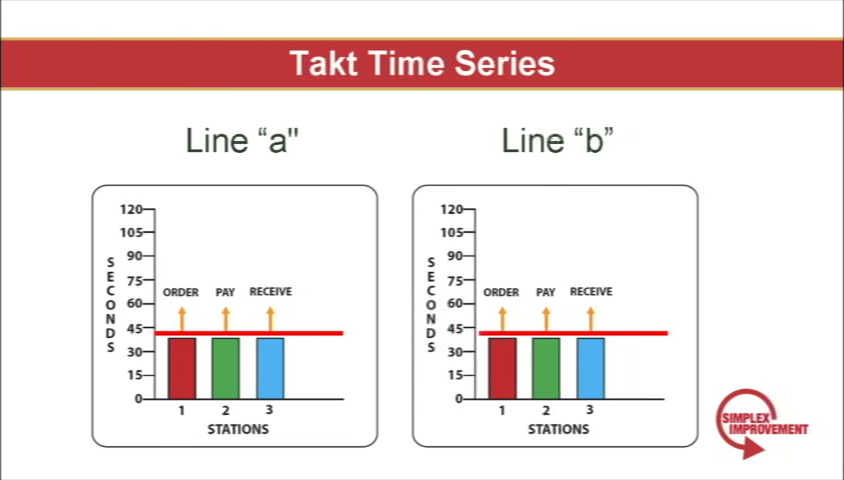 Takt Time Series
Line “a"
Line “b”
120
105
90
75
60
45
30
15
0
SECONDS
ORDER PAY RECEIVE
1 2 3
STATIONS
120
105
90
75
60
45
30
15
0
SECONDS
ORDER PAY RECEIVE
1 2 3
STATIONS
SIMPLEX
IMPROVEMENT